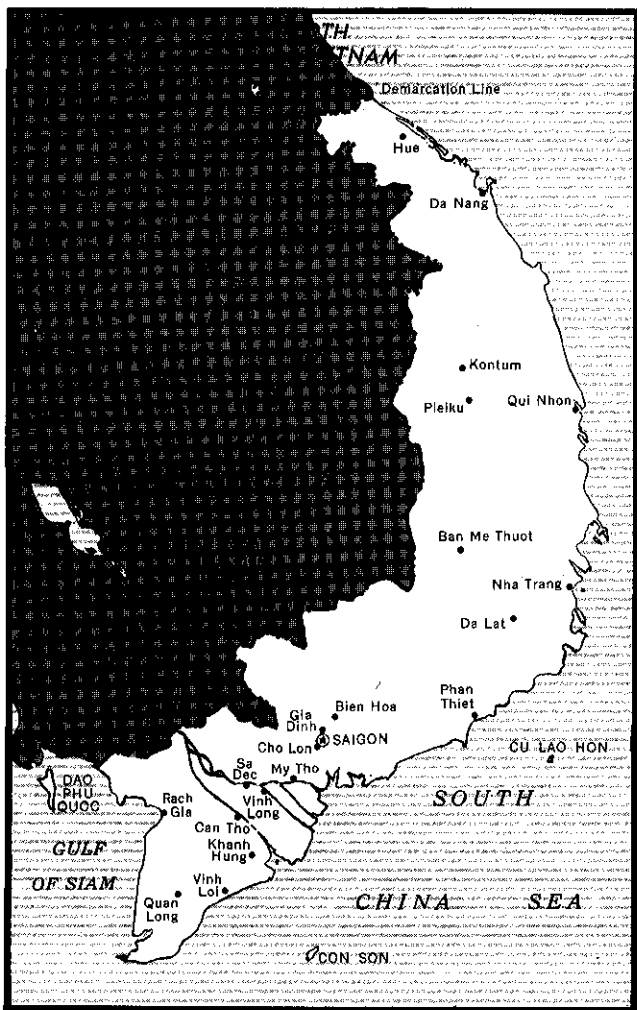 TH
TNAM
Demarcation Line
Hue
Da Nang
Kontum
Pleiku
Qui Nhon
Ban Me Thuot
Nha Trang
Da Lat
Phan
Thiet
Bien Hoa
Gia
Dinh
SAIGON
Cho Lon
CU LAO HON
My Tho
Sa
Dec
DAO
PHU
QUOC
Rach
Gia
Vinh
Long
Can Tho
Khanh
Hung
SOUTH
GULF
OF SIAM
Vinh
Loi
Quan
Long
CHINA SEA
CON SON